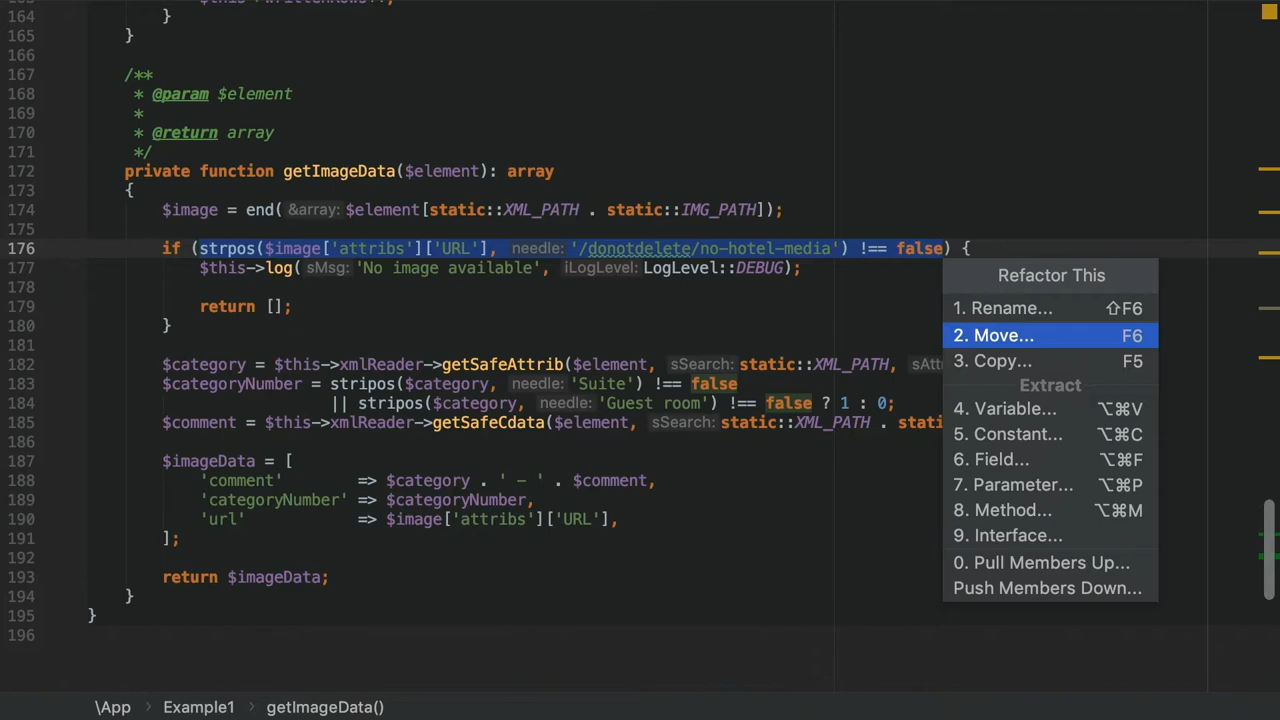 164 }
165 }
166
167 /**
168 * @param $element
169 *
170 * @return array
171 */
172 private function getImageData($element): array
173 {
174 $image = end( &array: $element[static::XML_PATH . static::IMG_PATH]);
175
176 if (strpos($image['attribs']['URL'], needle: '/donotdelete/no-hotel-media') !== false) {
177 $this->log( sMsg: 'No image available', iLogLevel: LogLevel::DEBUG);
178
179 return [];
180 }
181
182 $category = $this->xmlReader->getSafeAttrib($element, sSearch: static::XML_PATH, sAtt
183 $categoryNumber = stripos($category, needle: 'Suite') !== false
184 || stripos($category, needle: 'Guest room') !== false ? 1 : 0;
185 $comment = $this->xmlReader->getSafeCdata($element, sSearch: static::XML_PATH . stati
186
187 $imageData = [
188 'comment' => $category . ' - ' . $comment,
189 'categoryNumber' => $categoryNumber,
190 'url' => $image['attribs']['URL'],
191 ];
192
193 return $imageData;
194 }
195 }
196
Refactor This
1. Rename... ⇧F6
2. Move... F6
3. Copy... F5
Extract
4. Variable... ⌥⌘V
5. Constant... ⌥⌘C
6. Field... ⌥⌘F
7. Parameter... ⌥⌘P
8. Method... ⌥⌘M
9. Interface...
0. Pull Members Up...
Push Members Down...
\App › Example1 › getImageData()